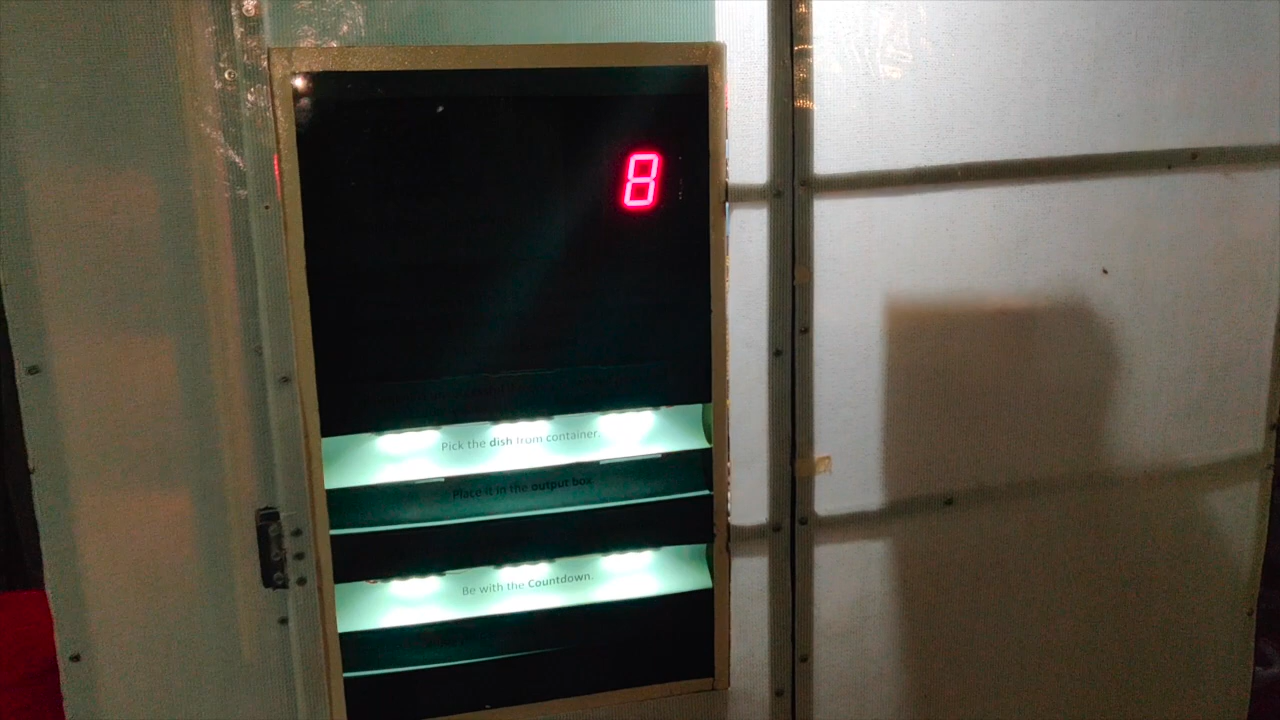 8
Pick the dish from container.
Place it in the output box
Be with the Countdown.